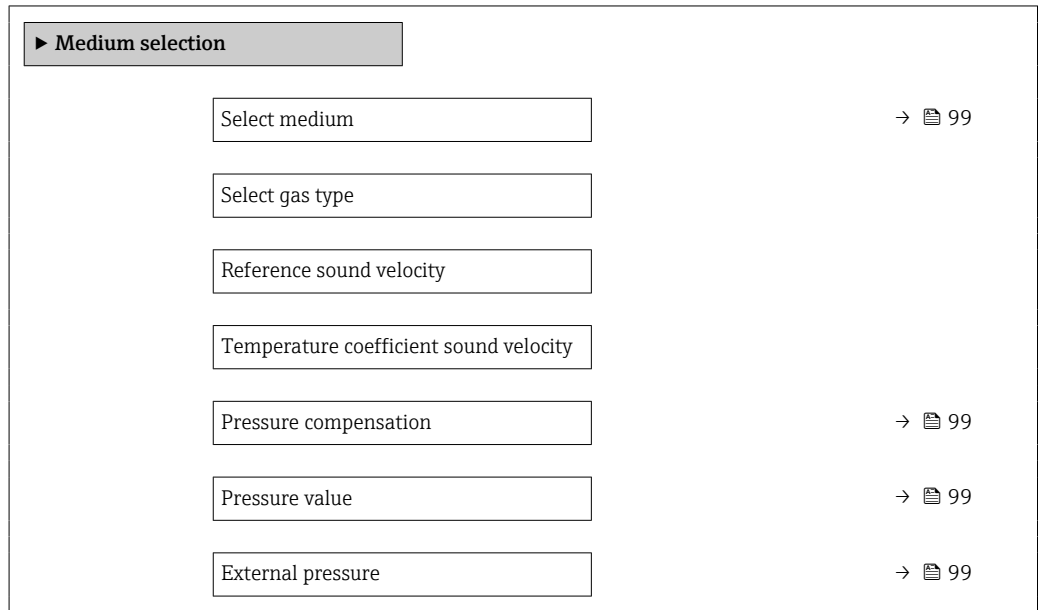 ▶ Medium selection
Select medium → 99
Select gas type
Reference sound velocity
Temperature coefficient sound velocity
Pressure compensation → 99
Pressure value → 99
External pressure → 99